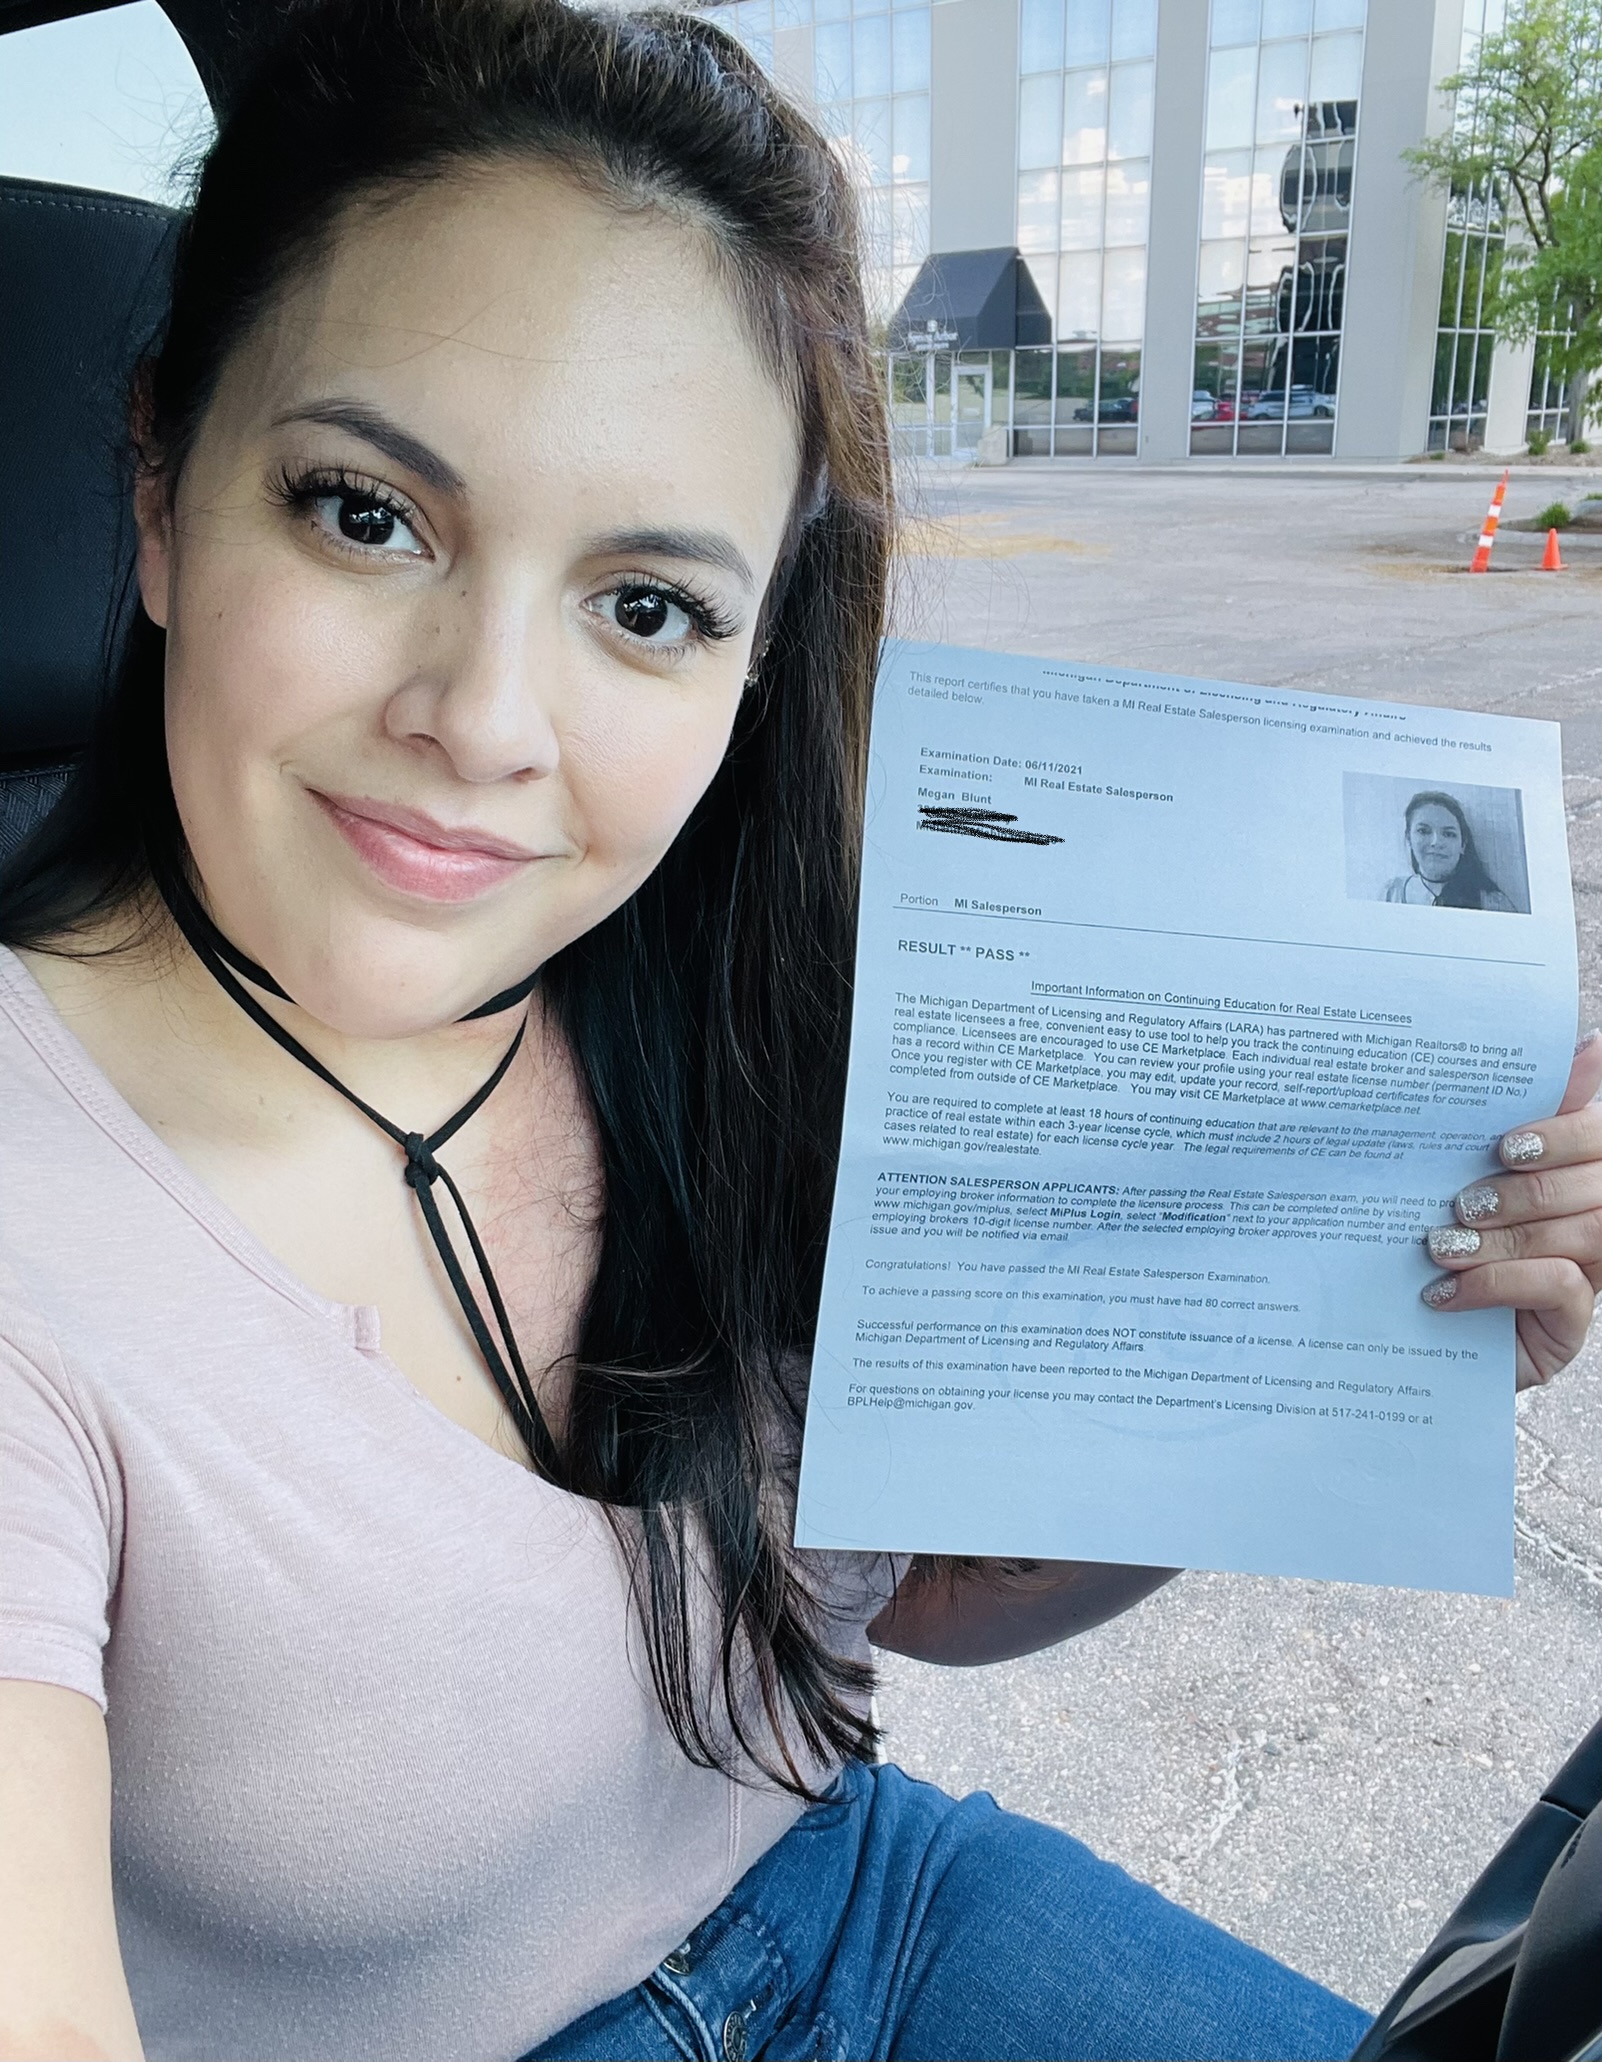 Michigan Department of Licensing and Regulatory Affairs
This report certifies that you have taken a MI Real Estate Salesperson licensing examination and achieved the results
detailed below.
Examination Date: 06/11/2021
Examination: MI Real Estate Salesperson
Megan Blunt
Portion MI Salesperson
RESULT ** PASS **
Important Information on Continuing Education for Real Estate Licensees
The Michigan Department of Licensing and Regulatory Affairs (LARA) has partnered with Michigan Realtors® to bring all
real estate licensees a free, convenient easy to use tool to help you track the continuing education (CE) courses and ensure
compliance. Licensees are encouraged to use CE Marketplace. Each individual real estate broker and salesperson licensee
has a record within CE Marketplace. You can review your profile using your real estate license number (permanent ID No.)
Once you register with CE Marketplace, you may edit, update your record, self-report/upload certificates for courses
completed from outside of CE Marketplace. You may visit CE Marketplace at www.cemarketplace.net.
You are required to complete at least 18 hours of continuing education that are relevant to the management, operation, an
practice of real estate within each 3-year license cycle, which must include 2 hours of legal update (laws, rules and court
cases related to real estate) for each license cycle year. The legal requirements of CE can be found at
www.michigan.gov/realestate.
ATTENTION SALESPERSON APPLICANTS: After passing the Real Estate Salesperson exam, you will need to pro
your employing broker information to complete the licensure process. This can be completed online by visiting
www.michigan.gov/miplus, select MiPlus Login, select "Modification" next to your application number and enter
employing brokers 10-digit license number. After the selected employing broker approves your request, your lice
issue and you will be notified via email.
Congratulations! You have passed the MI Real Estate Salesperson Examination.
To achieve a passing score on this examination, you must have had 80 correct answers.
Successful performance on this examination does NOT constitute issuance of a license. A license can only be issued by the
Michigan Department of Licensing and Regulatory Affairs.
The results of this examination have been reported to the Michigan Department of Licensing and Regulatory Affairs.
For questions on obtaining your license you may contact the Department's Licensing Division at 517-241-0199 or at
BPLHelp@michigan.gov.